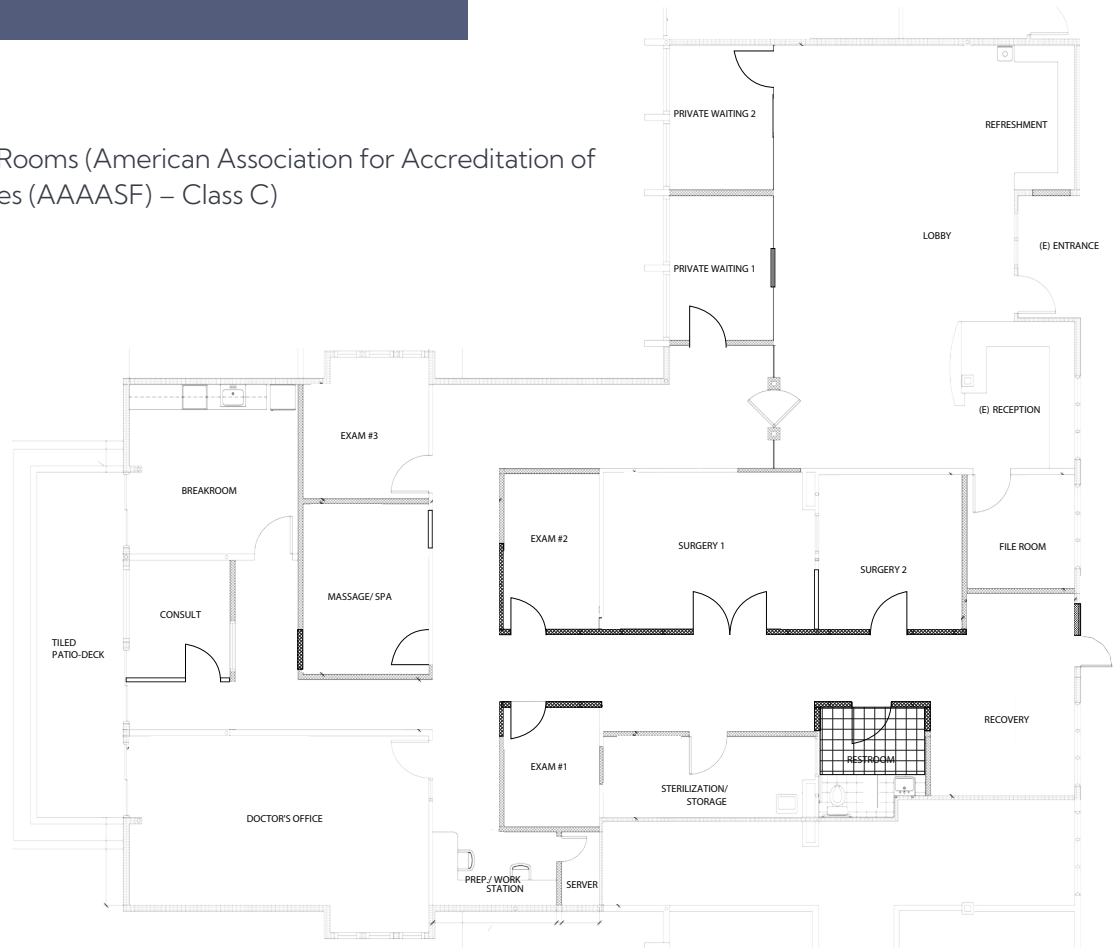 Rooms (American Association for Accreditation of
es (AAAASF) – Class C)
PRIVATE WAITING 2
REFRESHMENT
LOBBY
(E) ENTRANCE
PRIVATE WAITING 1
(E) RECEPTION
EXAM #3
BREAKROOM
EXAM #2
SURGERY 1
FILE ROOM
SURGERY 2
MASSAGE/ SPA
CONSULT
TILED
PATIO-DECK
RECOVERY
RESTROOM
EXAM #1
STERILIZATION/
STORAGE
DOCTOR'S OFFICE
PREP./ WORK
STATION
SERVER